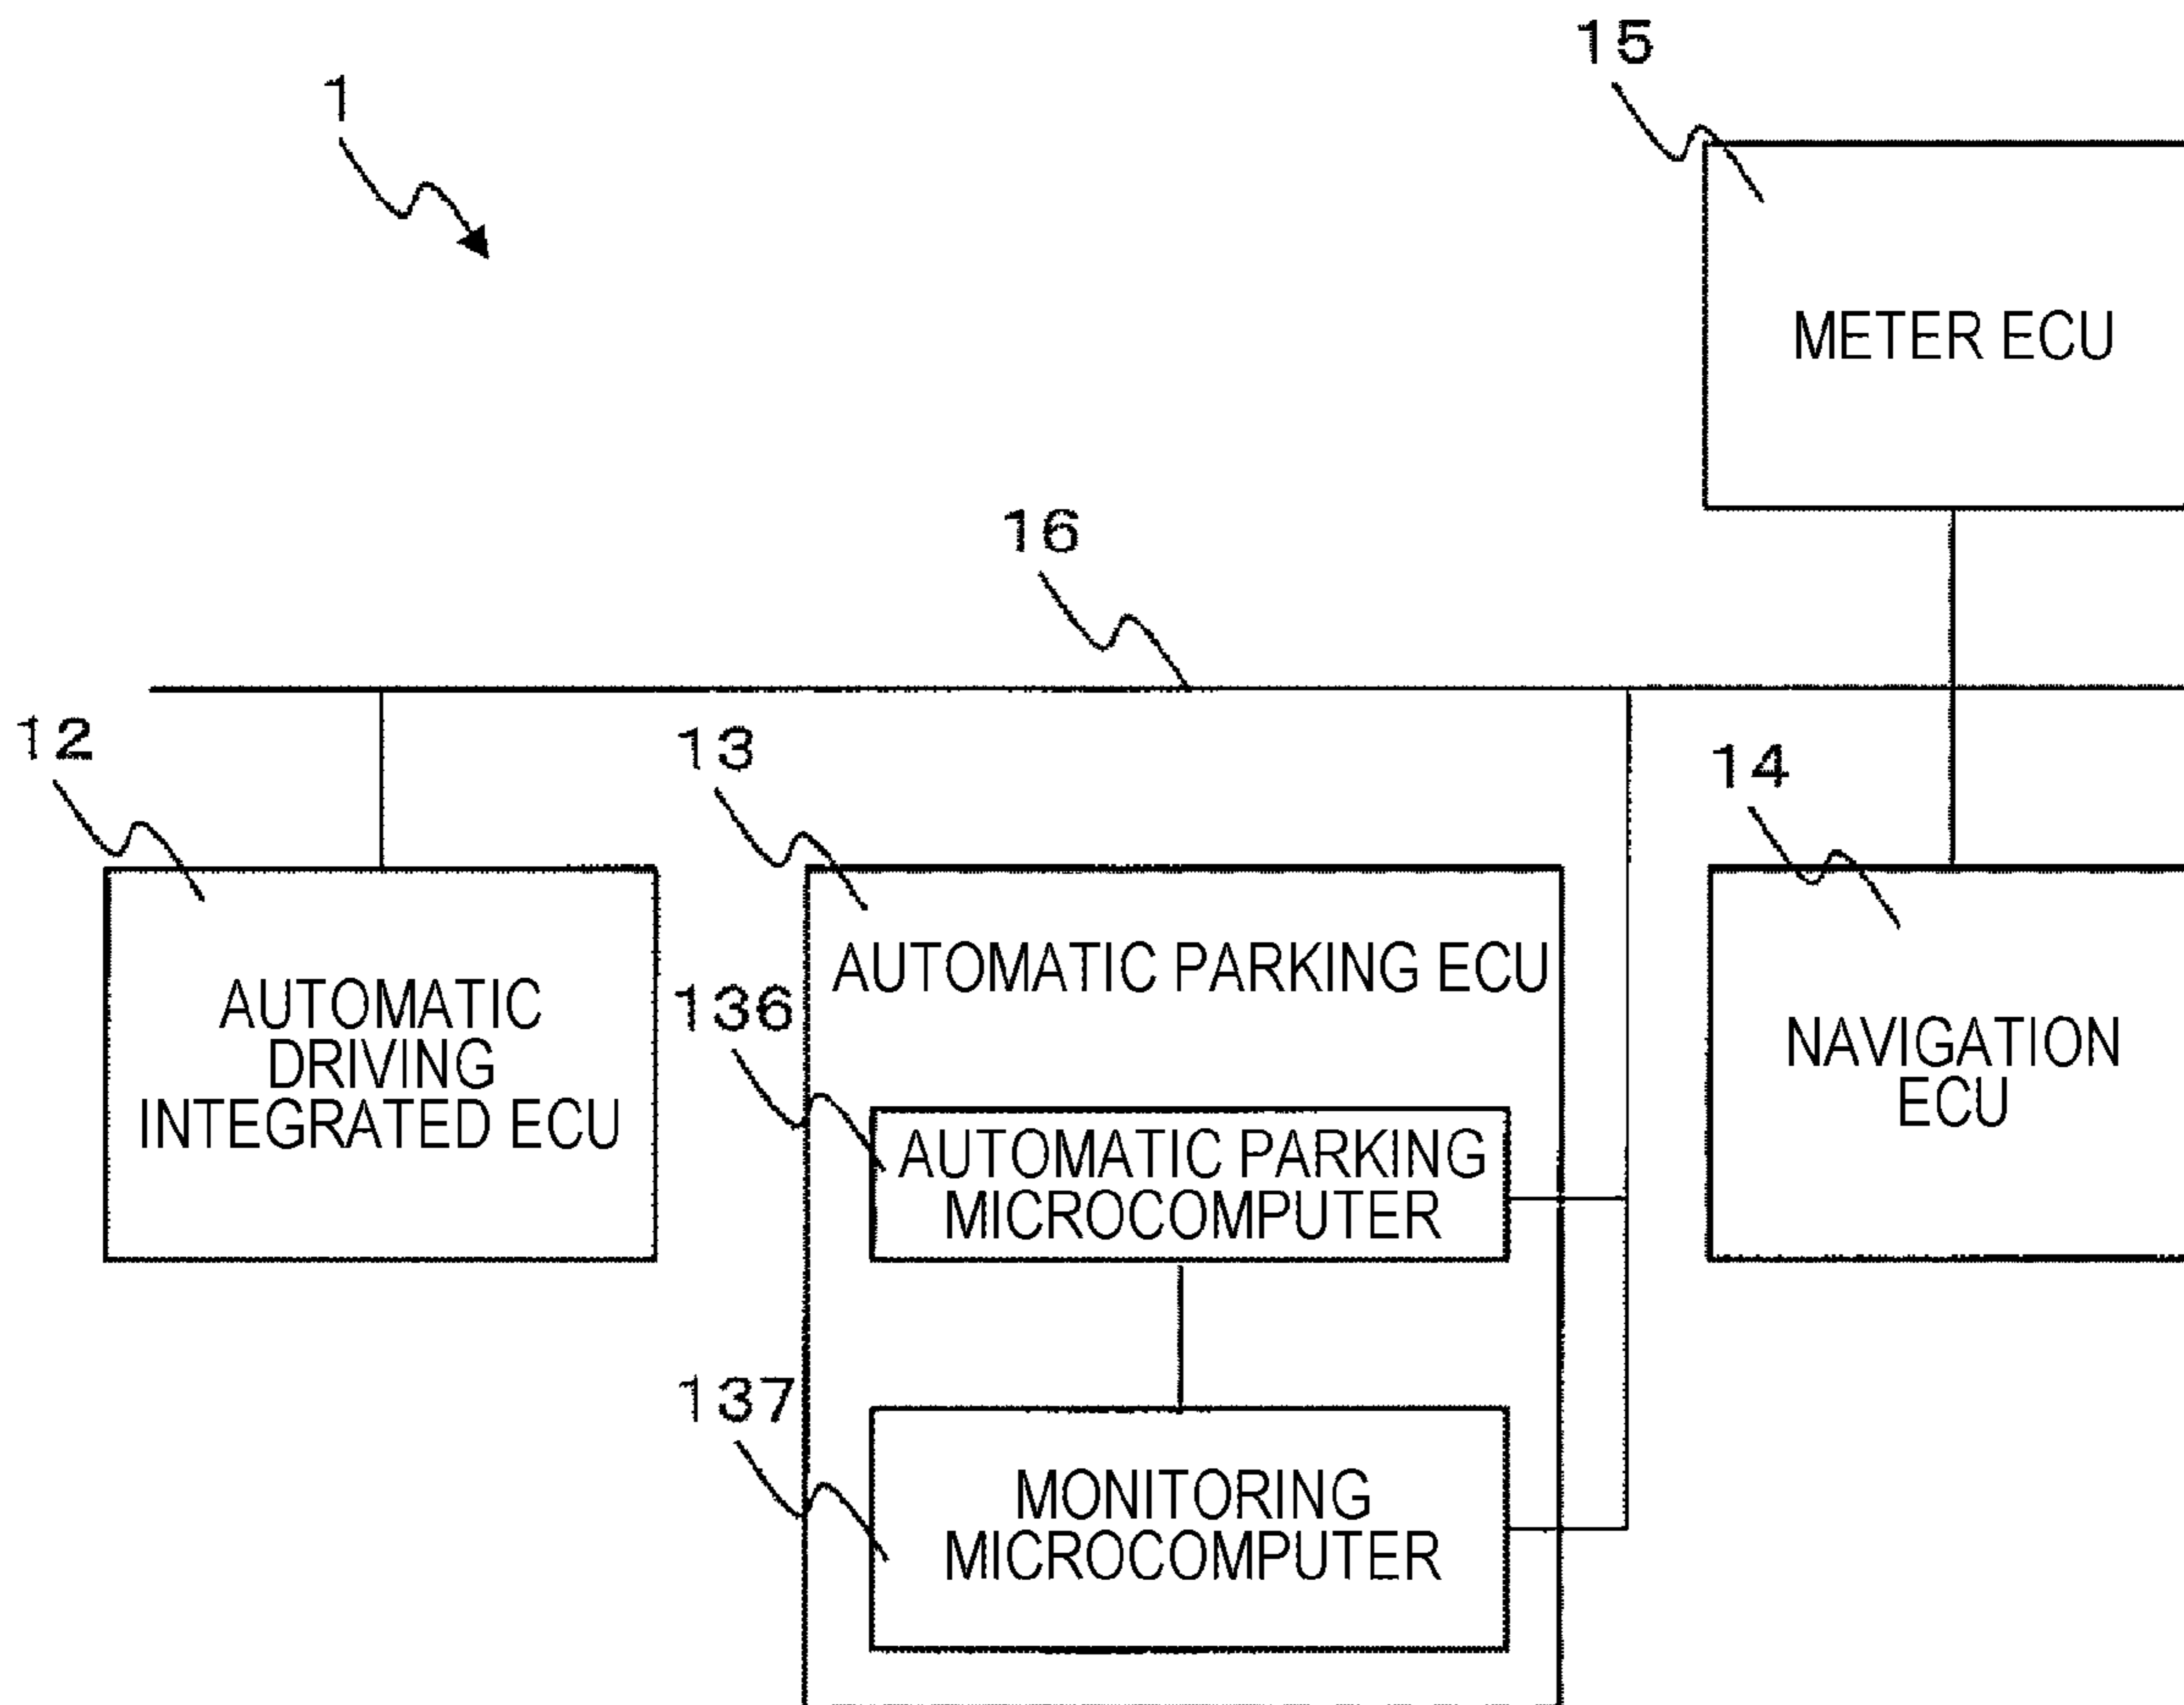 15
1
METER ECU
16
12
13
14
AUTOMATIC
DRIVING
INTEGRATED ECU
AUTOMATIC PARKING ECU
136
AUTOMATIC PARKING
MICROCOMPUTER
NAVIGATION
ECU
137
MONITORING
MICROCOMPUTER